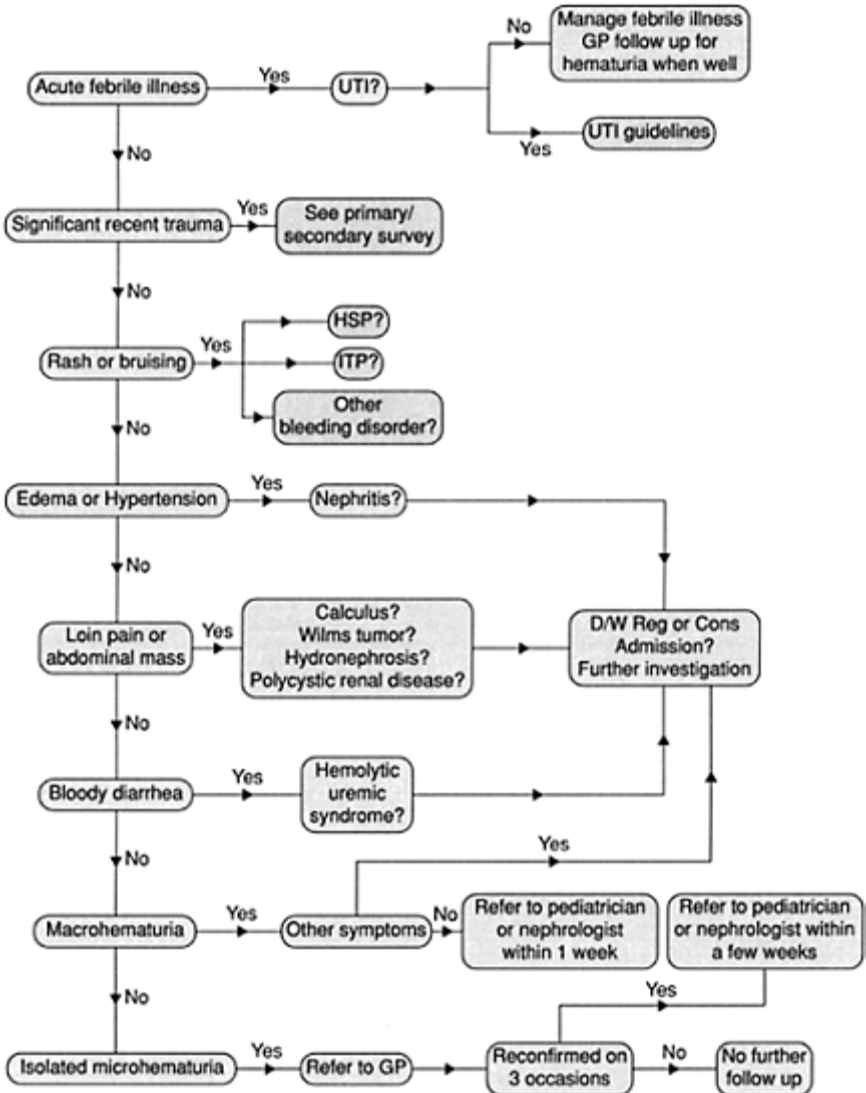 No
Manage febrile illness
GP follow up for
hematuria when well
Acute febrile illness
Yes
UTI?
Yes
UTI guidelines
No
Significant recent trauma
Yes
See primary/
secondary survey
No
Rash or bruising
Yes
HSP?
ITP?
Other
bleeding disorder?
No
Edema or Hypertension
Yes
Nephritis?
No
Loin pain or
abdominal mass
Yes
Calculus?
Wilms tumor?
Hydronephrosis?
Polycystic renal disease?
D/W Reg or Cons
Admission?
Further investigation
No
Bloody diarrhea
Yes
Hemolytic
uremic
syndrome?
No
Yes
Macrohematuria
Yes
Other symptoms
No
Refer to pediatrician
or nephrologist
within 1 week
Refer to pediatrician
or nephrologist within
a few weeks
No
Yes
Isolated microhematuria
Yes
Refer to GP
Reconfirmed on
3 occasions
No
No further
follow up